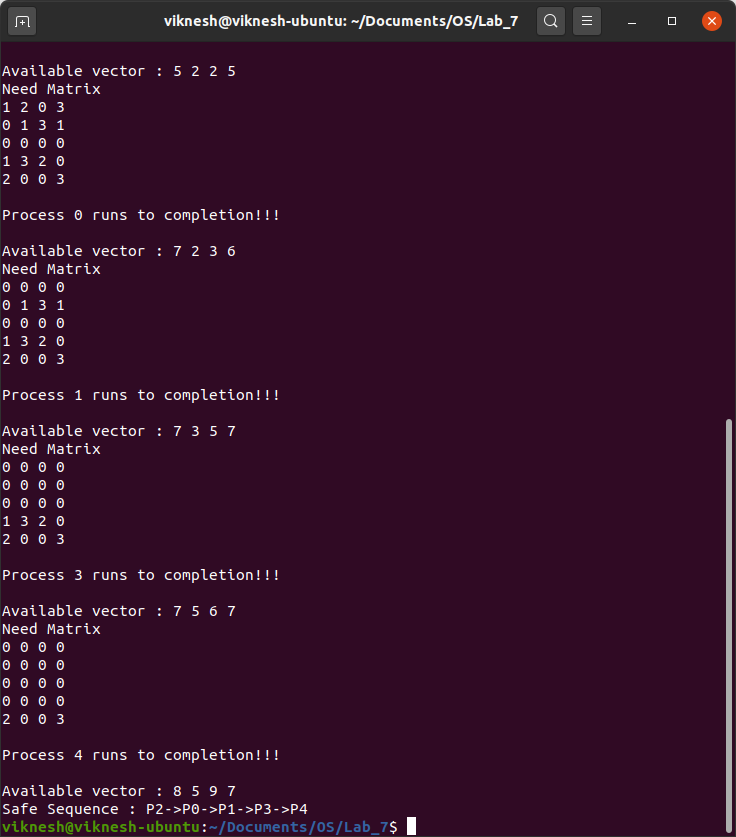 viknesh@viknesh-ubuntu: ~/Documents/OS/Lab_7
Available vector : 5 2 2 5
Need Matrix
1 2 0 3
0 1 3 1
0 0 0 0
1 3 2 0
2 0 0 3
Process 0 runs to completion!!!
Available vector : 7 2 3 6
Need Matrix
0 0 0 0
0 1 3 1
0 0 0 0
1 3 2 0
2 0 0 3
Process 1 runs to completion!!!
Available vector : 7 3 5 7
Need Matrix
0 0 0 0
0 0 0 0
0 0 0 0
1 3 2 0
2 0 0 3
Process 3 runs to completion!!!
Available vector : 7 5 6 7
Need Matrix
0 0 0 0
0 0 0 0
0 0 0 0
0 0 0 0
2 0 0 3
Process 4 runs to completion!!!
Available vector : 8 5 9 7
Safe Sequence : P2->P0->P1->P3->P4
viknesh@viknesh-ubuntu:~/Documents/OS/Lab_7$